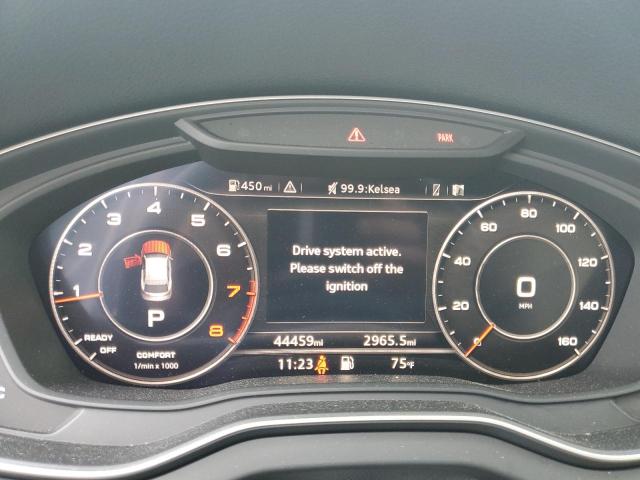 PARK
450 mi
99.9:Kelsea
1 2 3 4 5 6 7 8
READY
OFF
P
COMFORT
1/min x 1000
Drive system active.
Please switch off the
ignition
44459mi 2965.5mi
11:23 75°F
0 20 40 60 80 100 120 140 160
0
MPH